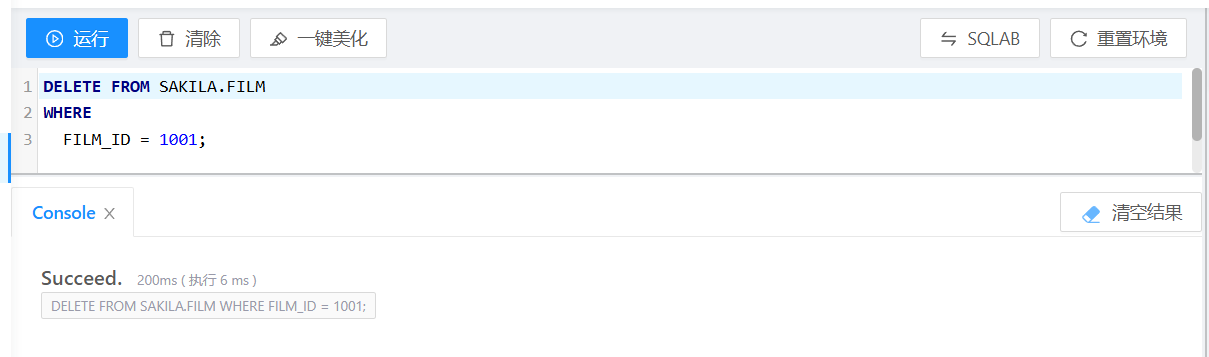 运行 清除 一键美化 SQLAB 重置环境
1 DELETE FROM SAKILA.FILM
2 WHERE
3 FILM_ID = 1001;
Console 清空结果
Succeed. 200ms ( 执行 6 ms )
DELETE FROM SAKILA.FILM WHERE FILM_ID = 1001;